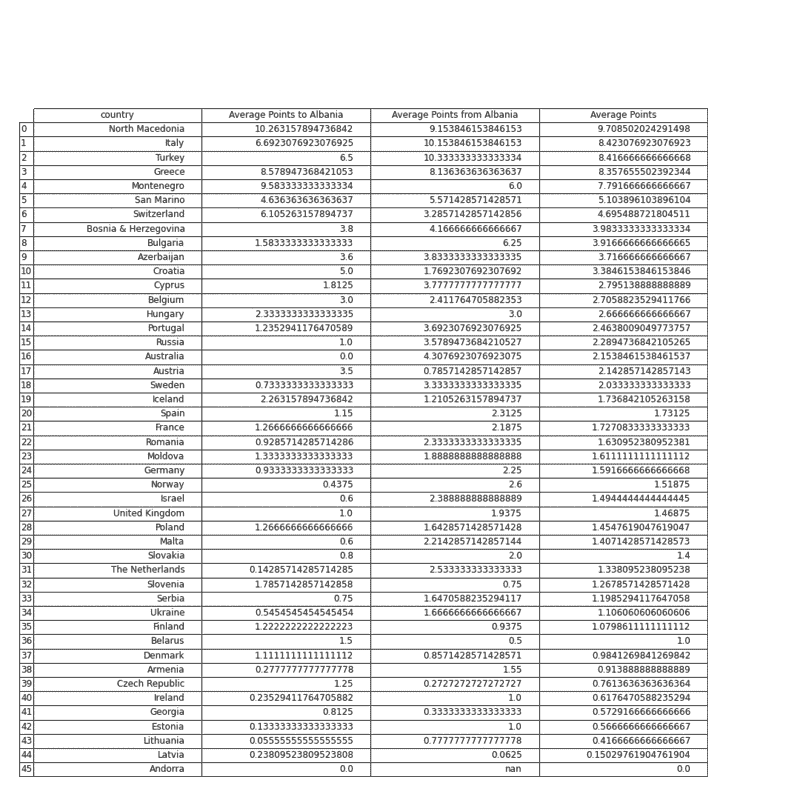 country Average Points to Albania Average Points from Albania Average Points
0 North Macedonia 10.263157894736842 9.153846153846153 9.708502024291498
1 Italy 6.6923076923076925 10.153846153846153 8.423076923076923
2 Turkey 6.5 10.333333333333334 8.416666666666668
3 Greece 8.578947368421053 8.136363636363637 8.357655502392344
4 Montenegro 9.583333333333334 6.0 7.791666666666667
5 San Marino 4.636363636363637 5.571428571428571 5.103896103896104
6 Switzerland 6.105263157894737 3.2857142857142856 4.695488721804511
7 Bosnia & Herzegovina 3.8 4.166666666666667 3.9833333333333334
8 Bulgaria 1.5833333333333333 6.25 3.9166666666666665
9 Azerbaijan 3.6 3.8333333333333335 3.716666666666667
10 Croatia 5.0 1.7692307692307692 3.3846153846153846
11 Cyprus 1.8125 3.7777777777777777 2.795138888888889
12 Belgium 3.0 2.411764705882353 2.7058823529411766
13 Hungary 2.3333333333333335 3.0 2.666666666666667
14 Portugal 1.2352941176470589 3.6923076923076925 2.4638009049773757
15 Russia 1.0 3.5789473684210527 2.2894736842105265
16 Australia 0.0 4.3076923076923075 2.1538461538461537
17 Austria 3.5 0.7857142857142857 2.142857142857143
18 Sweden 0.7333333333333333 3.3333333333333335 2.033333333333333
19 Iceland 2.263157894736842 1.2105263157894737 1.736842105263158
20 Spain 1.15 2.3125 1.73125
21 France 1.2666666666666666 2.1875 1.7270833333333333
22 Romania 0.9285714285714286 2.3333333333333335 1.630952380952381
23 Moldova 1.3333333333333333 1.8888888888888888 1.6111111111111112
24 Germany 0.9333333333333333 2.25 1.5916666666666668
25 Norway 0.4375 2.6 1.51875
26 Israel 0.6 2.388888888888889 1.4944444444444445
27 United Kingdom 1.0 1.9375 1.46875
28 Poland 1.2666666666666666 1.6428571428571428 1.4547619047619047
29 Malta 0.6 2.2142857142857144 1.4071428571428573
30 Slovakia 0.8 2.0 1.4
31 The Netherlands 0.14285714285714285 2.533333333333333 1.338095238095238
32 Slovenia 1.7857142857142858 0.75 1.2678571428571428
33 Serbia 0.75 1.6470588235294117 1.1985294117647058
34 Ukraine 0.5454545454545454 1.6666666666666667 1.106060606060606
35 Finland 1.2222222222222223 0.9375 1.0798611111111112
36 Belarus 1.5 0.5 1.0
37 Denmark 1.1111111111111112 0.8571428571428571 0.9841269841269842
38 Armenia 0.2777777777777778 1.55 0.913888888888889
39 Czech Republic 1.25 0.2727272727272727 0.7613636363636364
40 Ireland 0.23529411764705882 1.0 0.6176470588235294
41 Georgia 0.8125 0.3333333333333333 0.5729166666666666
42 Estonia 0.13333333333333333 1.0 0.5666666666666667
43 Lithuania 0.05555555555555555 0.7777777777777778 0.4166666666666667
44 Latvia 0.23809523809523808 0.0625 0.15029761904761904
45 Andorra 0.0 nan 0.0